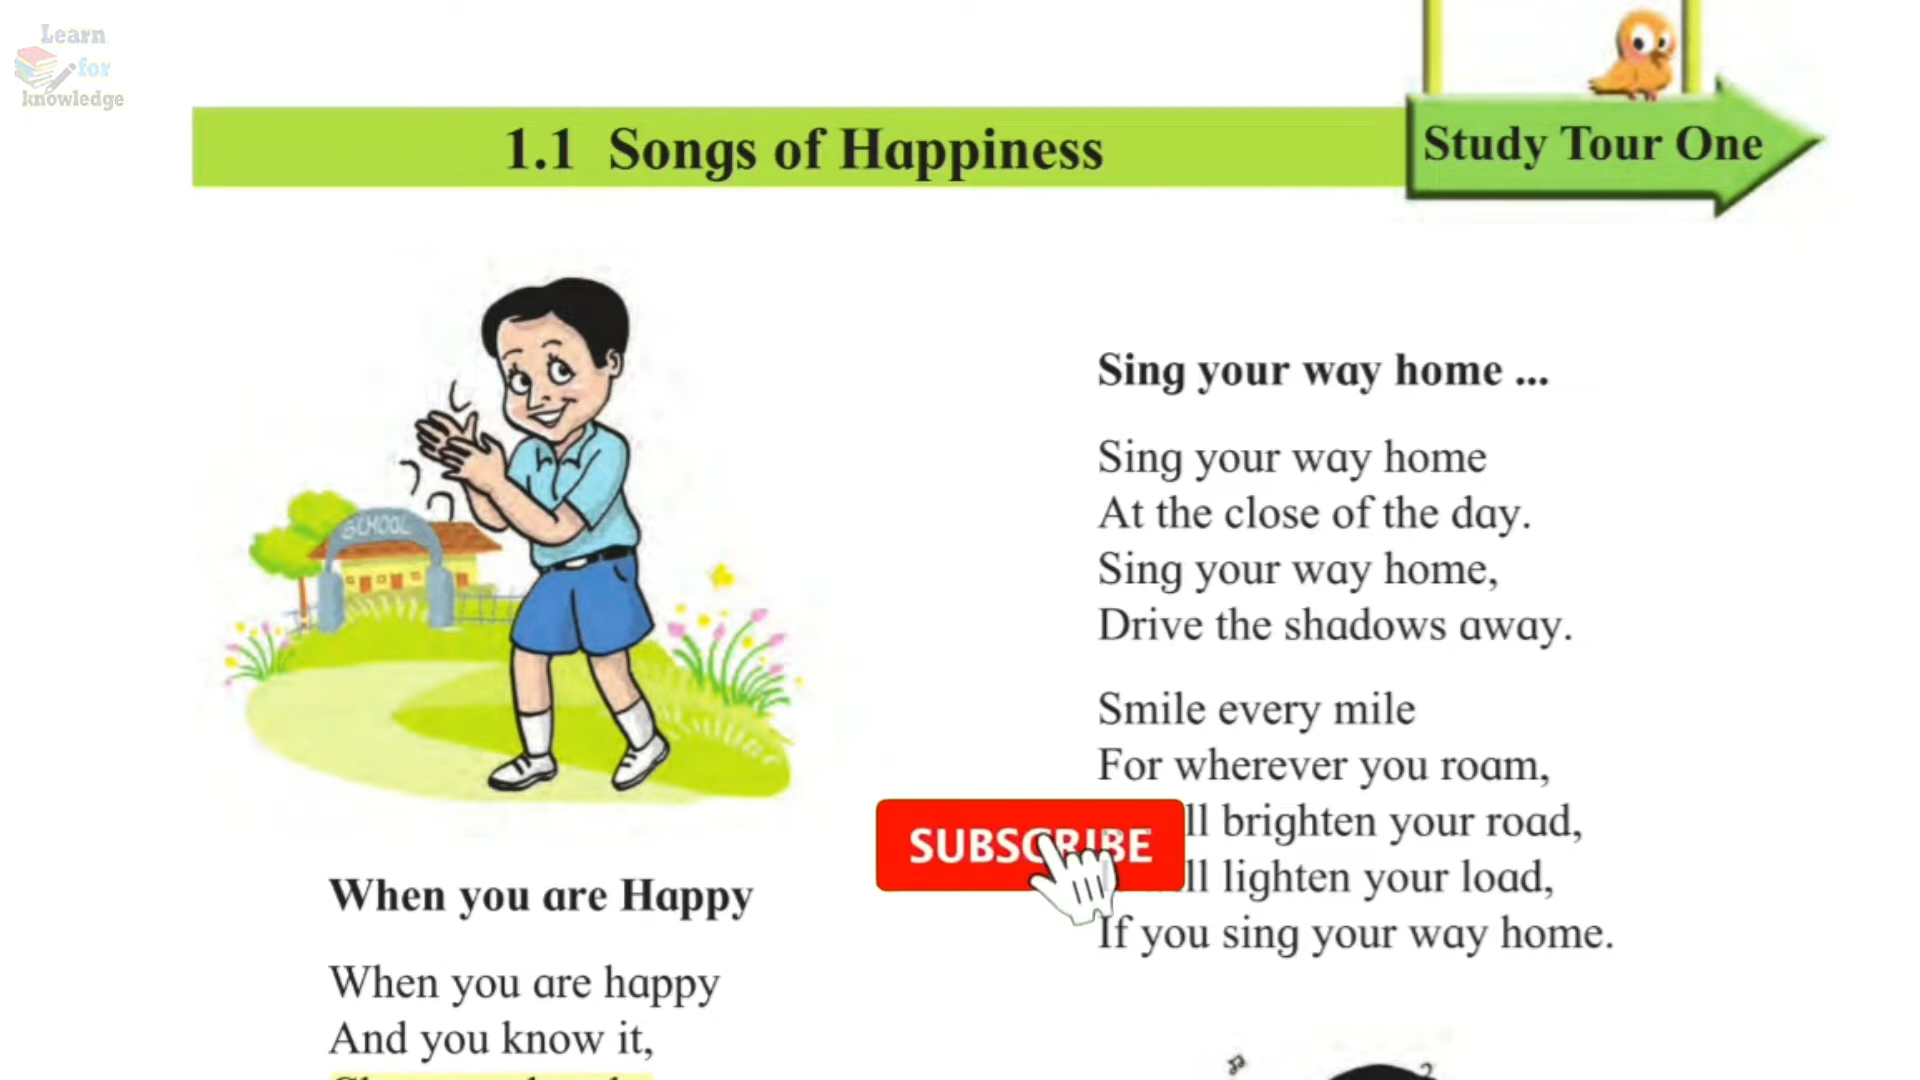 Learn
for
knowledge
1.1 Songs of Happiness
Study Tour One
SCHOOL
When you are Happy
When you are happy
And you know it,
Sing your way home ...
Sing your way home
At the close of the day.
Sing your way home,
Drive the shadows away.
Smile every mile
For wherever you roam,
brighten your road,
lighten your load,
If you sing your way home.
SUBSCRIBE